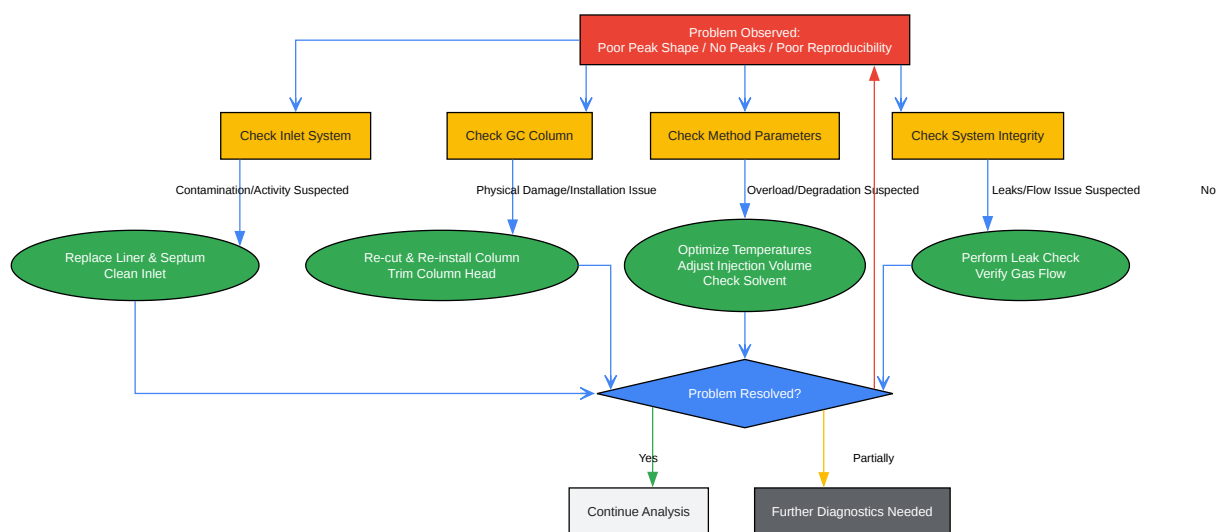 Problem Observed:
Poor Peak Shape / No Peaks / Poor Reproducibility
Check Inlet System
Check GC Column
Check Method Parameters
Check System Integrity
Contamination/Activity Suspected
Physical Damage/Installation Issue
Overload/Degradation Suspected
Leaks/Flow Issue Suspected
No
Replace Liner & Septum
Clean Inlet
Re-cut & Re-install Column
Trim Column Head
Optimize Temperatures
Adjust Injection Volume
Check Solvent
Perform Leak Check
Verify Gas Flow
Problem Resolved?
Yes
Partially
Continue Analysis
Further Diagnostics Needed